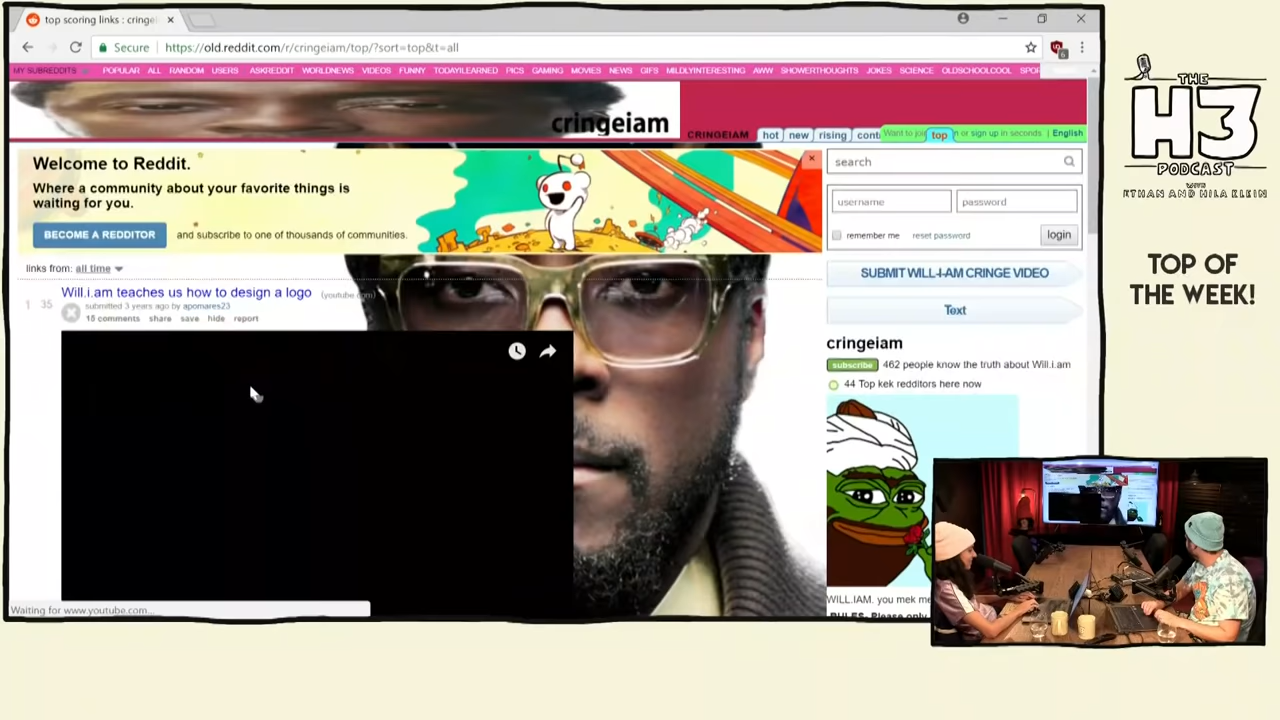 top scoring links : cringe
Secure
https://old.reddit.com/r/cringeiam/top/?sort=top&t=all
MY SUBREDDITS
POPULAR ALL RANDOM USERS ASKREDDIT WORLDNEWS VIDEOS FUNNY TODAYILEARNED PICS GAMING MOVIES NEWS GIFS MILDLYINTERESTING AWW SHOWERTHOUGHTS JOKES SCIENCE OLDSCHOOLCOOL
cringeiam
CRINGEIAM
hot new rising top
Want to or sign up in seconds. | English
Welcome to Reddit.
Where a community about your favorite things is
waiting for you.
BECOME A REDDITOR
and subscribe to one of thousands of communities.
search
username
password
remember me
reset password
login
SUBMIT WILL-I-AM CRINGE VIDEO
Text
links from: all time
1 35
Will.i.am teaches us how to design a logo
(youtube.com)
submitted 3 years ago by apomares23
15 comments share save hide report
cringeiam
subscribe
462 people know the truth about Will.i.am
44 Top kek redditors here now
WILL.IAM. you mek me
RULES- Please only
Waiting for www.youtube.com...
THE
H3
PODCAST
WITH
ETHAN AND HILA KLEIN
TOP OF
THE WEEK!